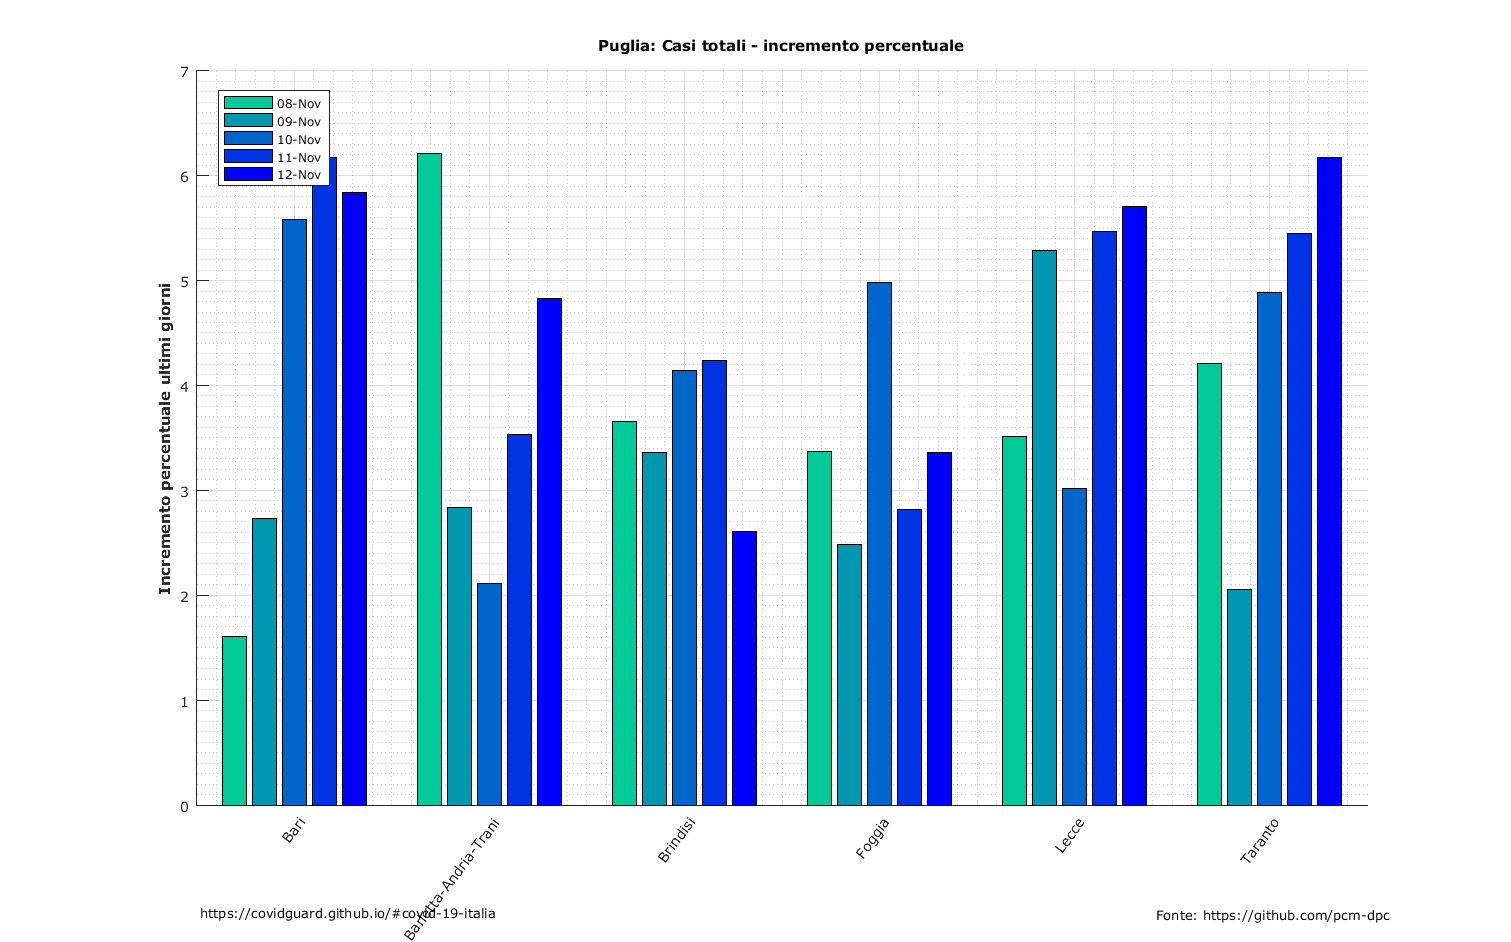 Puglia: Casi totali - incremento percentuale
Incremento percentuale ultimi giorni
7
6
5
4
3
2
1
0
08-Nov
09-Nov
10-Nov
11-Nov
12-Nov
Bari
Barletta-Andria-Trani
Brindisi
Foggia
Lecce
Taranto
https://covidguard.github.io/#covid-19-italia
Fonte: https://github.com/pcm-dpc